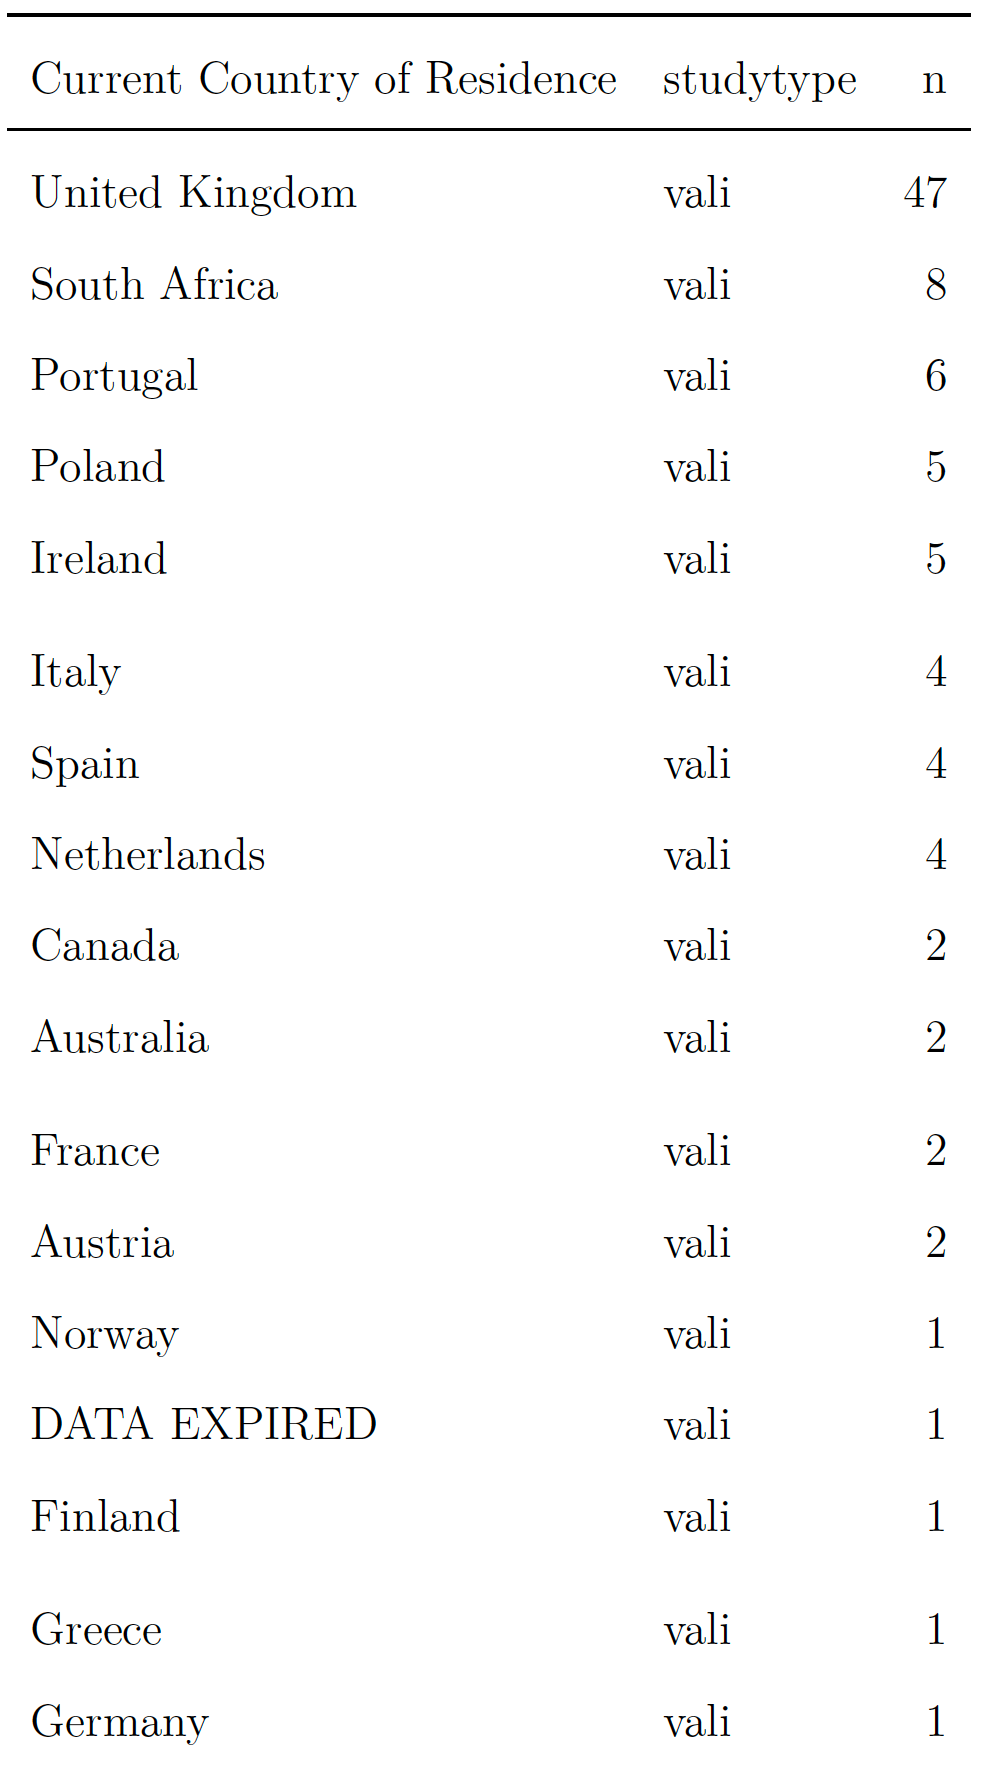 Current Country of Residence studytype n
United Kingdom vali 47
South Africa vali 8
Portugal vali 6
Poland vali 5
Ireland vali 5
Italy vali 4
Spain vali 4
Netherlands vali 4
Canada vali 2
Australia vali 2
France vali 2
Austria vali 2
Norway vali 1
DATA EXPIRED vali 1
Finland vali 1
Greece vali 1
Germany vali 1